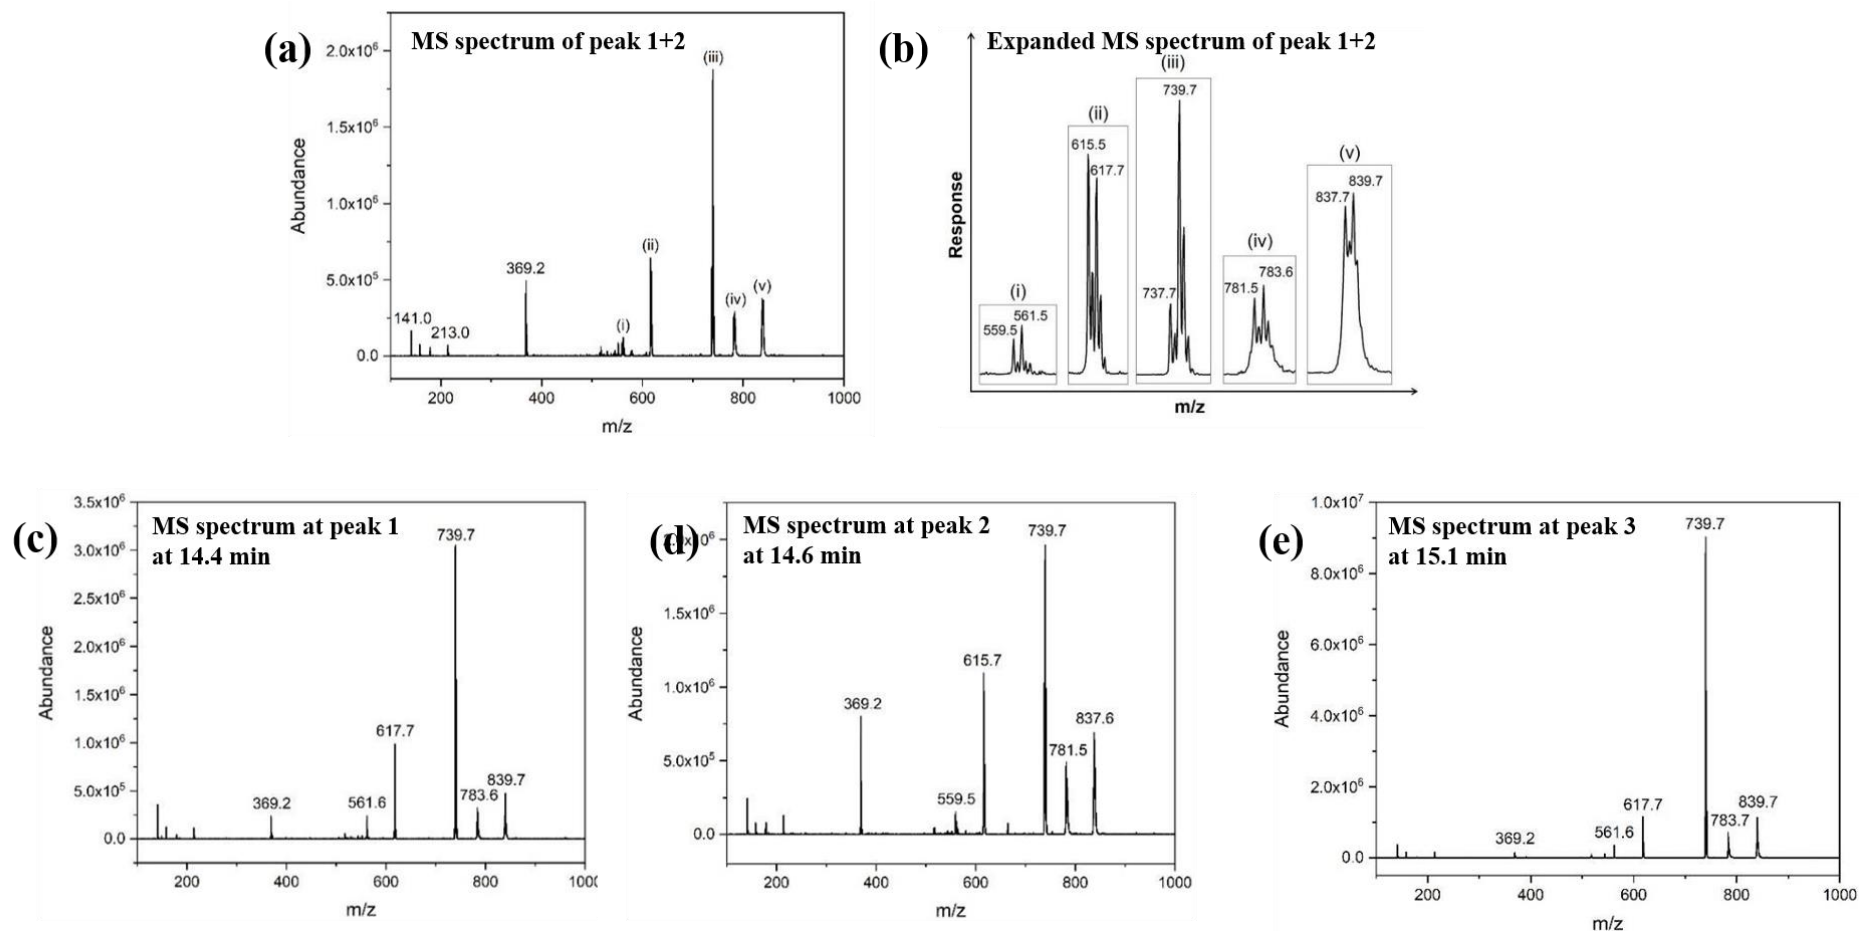 (a)
MS spectrum of peak 1+2
Abundance
2.0x10⁶
1.5x10⁶
1.0x10⁶
5.0x10⁵
0.0
141.0
213.0
369.2
(i)
(ii)
(iii)
(iv)
(v)
200 400 600 800 1000
m/z
(b)
Expanded MS spectrum of peak 1+2
Response
(i)
559.5
561.5
(ii)
615.5
617.7
(iii)
739.7
737.7
(iv)
781.5
783.6
(v)
837.7
839.7
m/z
(c)
MS spectrum at peak 1
at 14.4 min
Abundance
3.5x10⁶
3.0x10⁶
2.5x10⁶
2.0x10⁶
1.5x10⁶
1.0x10⁶
5.0x10⁵
0.0
369.2
561.6
617.7
739.7
783.6
839.7
200 400 600 800 1000
m/z
(d)
MS spectrum at peak 2
at 14.6 min
Abundance
1.5x10⁶
1.0x10⁶
5.0x10⁵
0.0
369.2
559.5
615.7
739.7
781.5
837.6
200 400 600 800 1000
m/z
(e)
MS spectrum at peak 3
at 15.1 min
Abundance
1.0x10⁷
8.0x10⁶
6.0x10⁶
4.0x10⁶
2.0x10⁶
0.0
369.2
561.6
617.7
739.7
783.7
839.7
200 400 600 800 1000
m/z